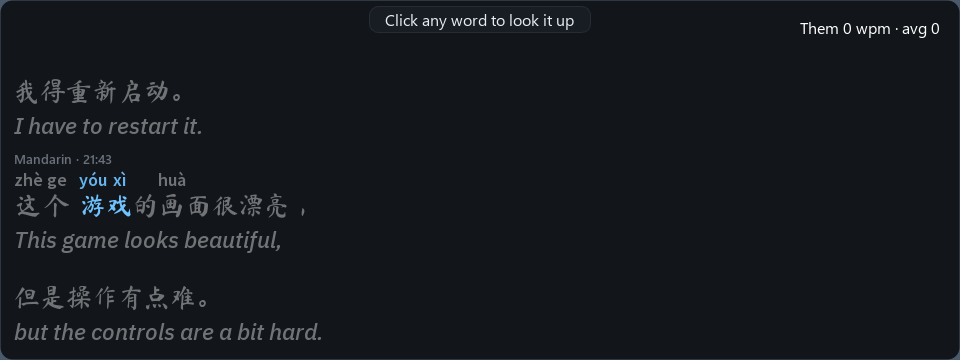 Click any word to look it up
Them 0 wpm · avg 0
我得重新启动。
I have to restart it.
Mandarin · 21:43
zhè ge yóu xì huà
这个 游戏的画面很漂亮，
This game looks beautiful,
但是操作有点难。
but the controls are a bit hard.